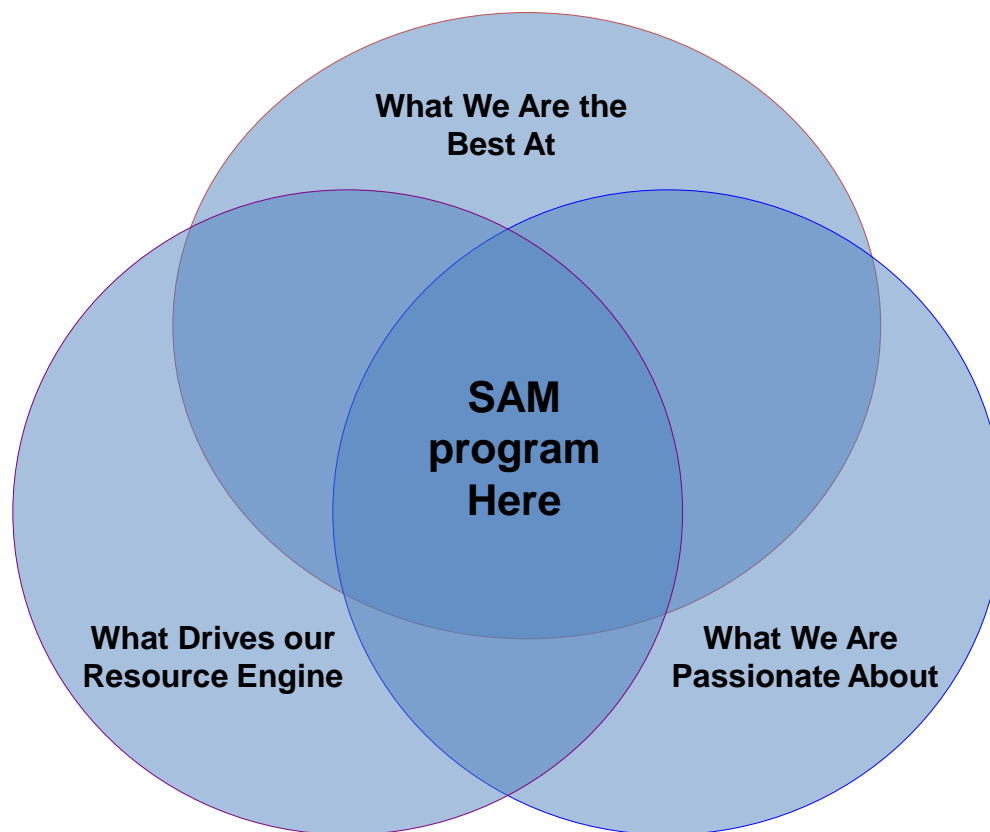 What We Are the
Best At
SAM
program
Here
What Drives our
Resource Engine
What We Are
Passionate About